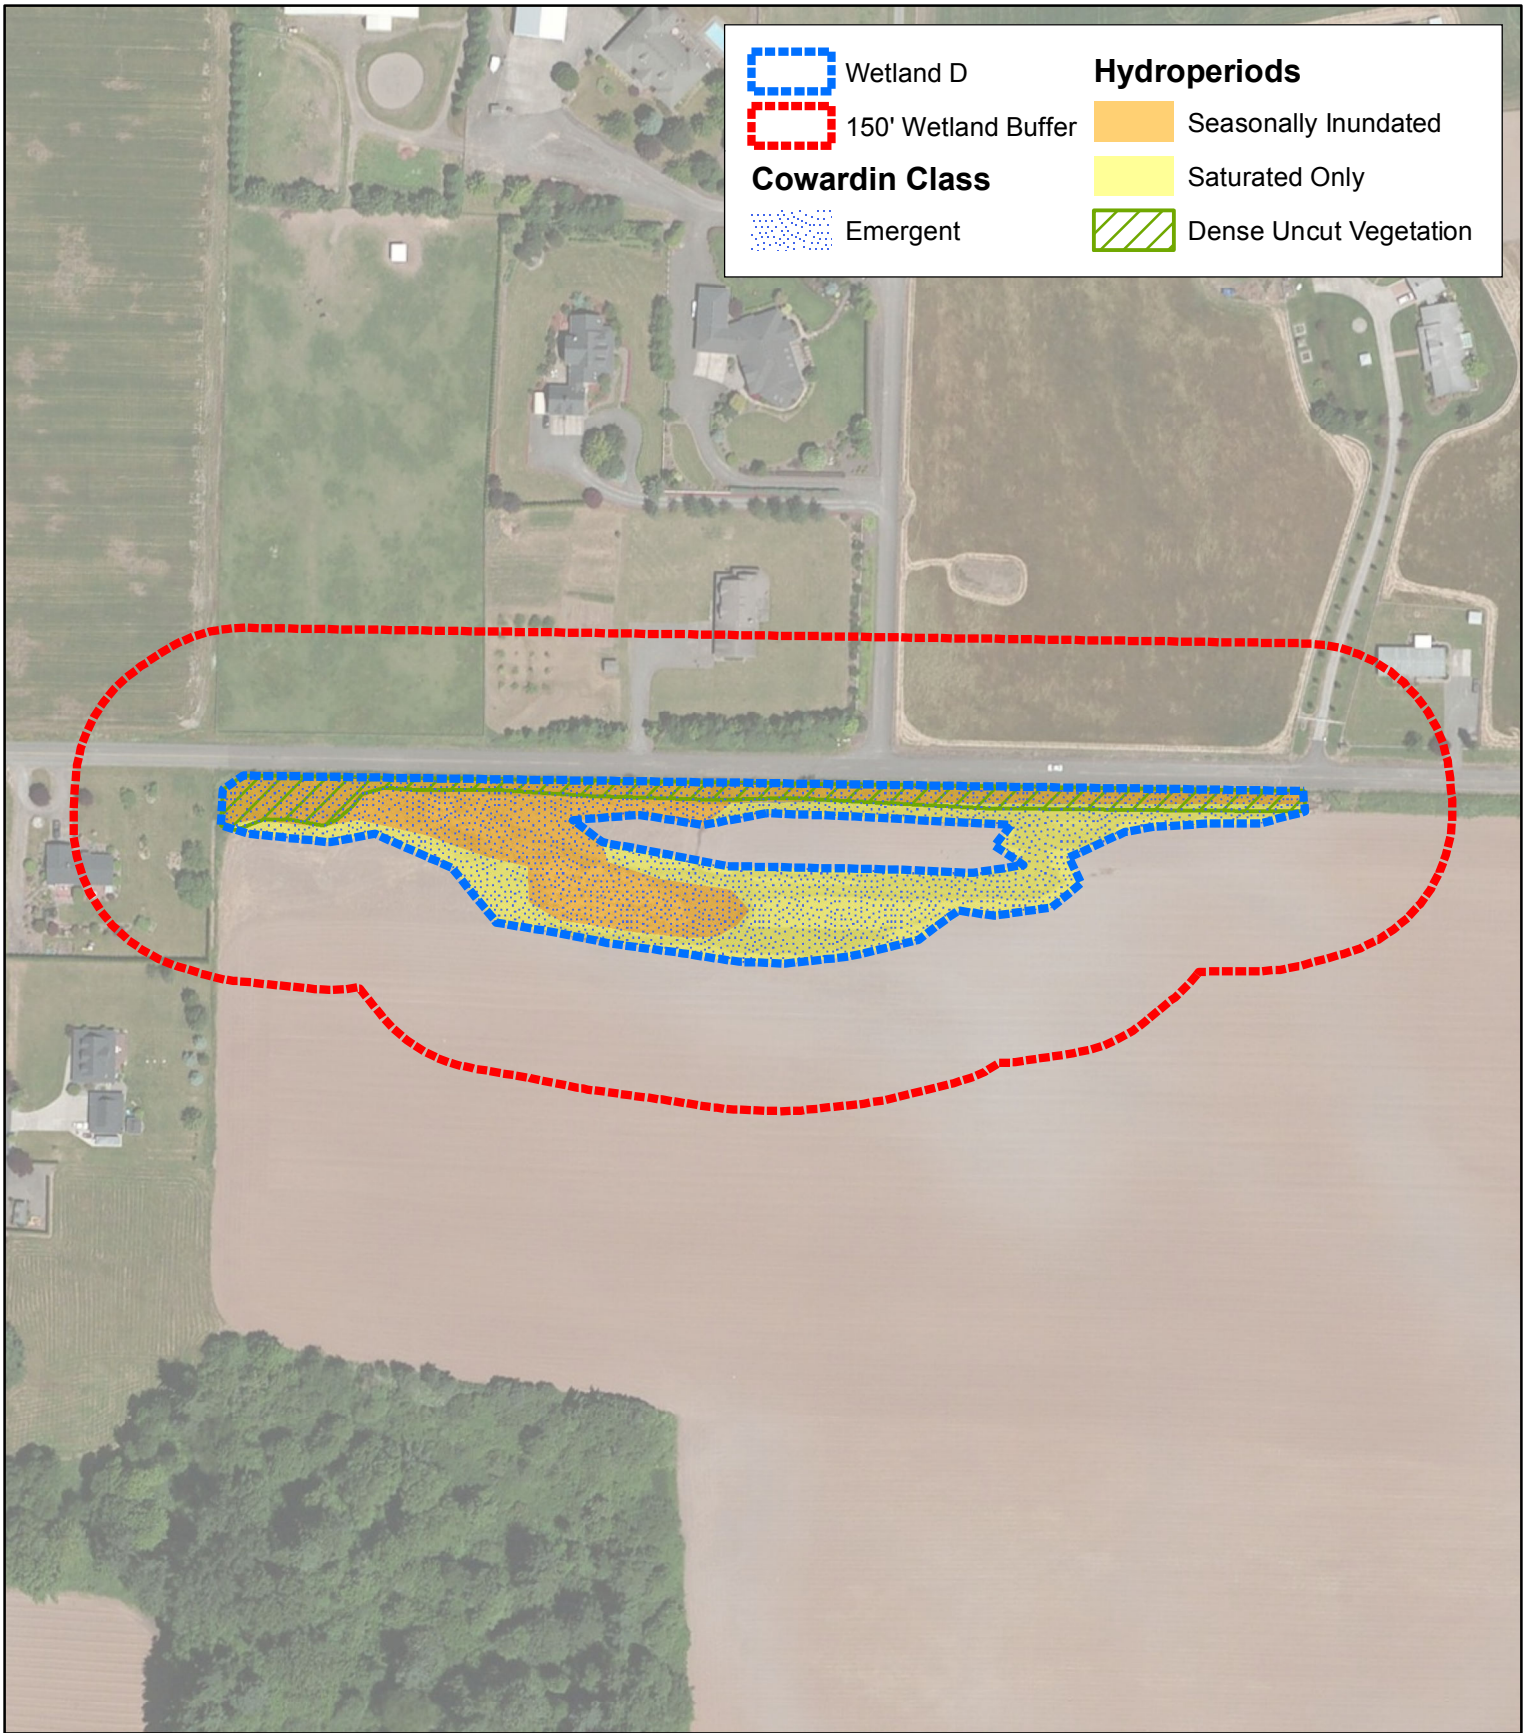 Wetland D
150' Wetland Buffer
Cowardin Class
Emergent
Hydroperiods
Seasonally Inundated
Saturated Only
Dense Uncut Vegetation